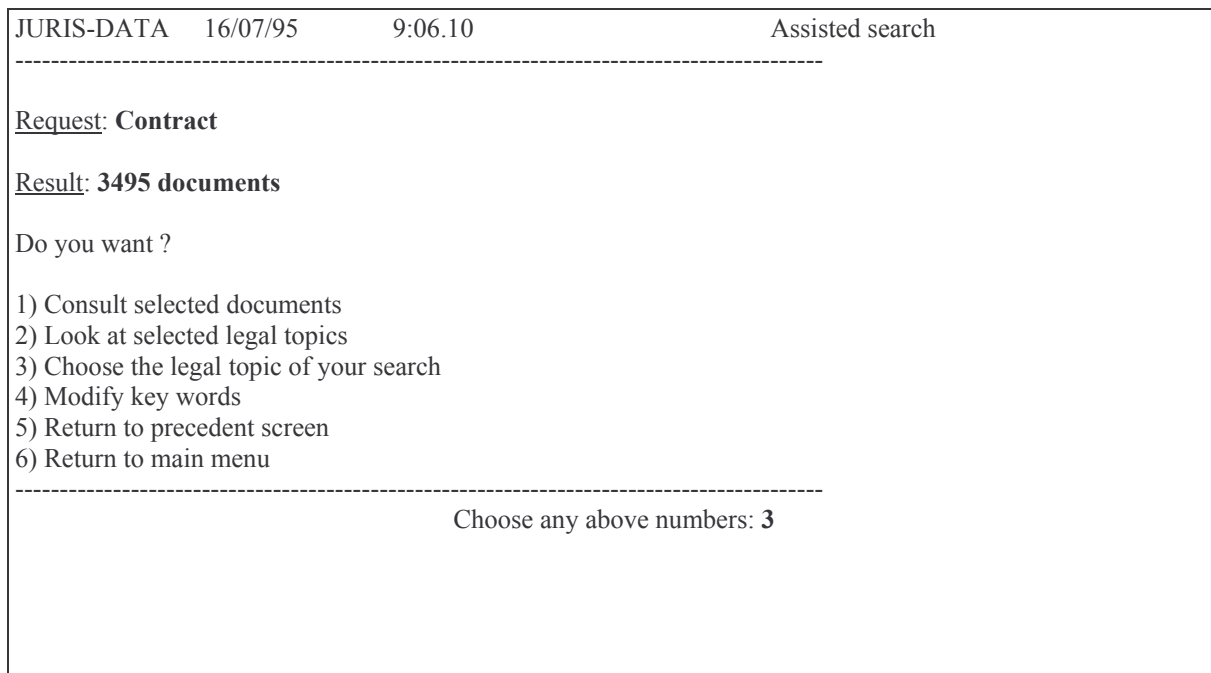 JURIS-DATA 16/07/95 9:06.10 Assisted search
------------------------------------------------------------------------------------------
Request: Contract
Result: 3495 documents
Do you want ?
1) Consult selected documents
2) Look at selected legal topics
3) Choose the legal topic of your search
4) Modify key words
5) Return to precedent screen
6) Return to main menu
------------------------------------------------------------------------------------------
Choose any above numbers: 3